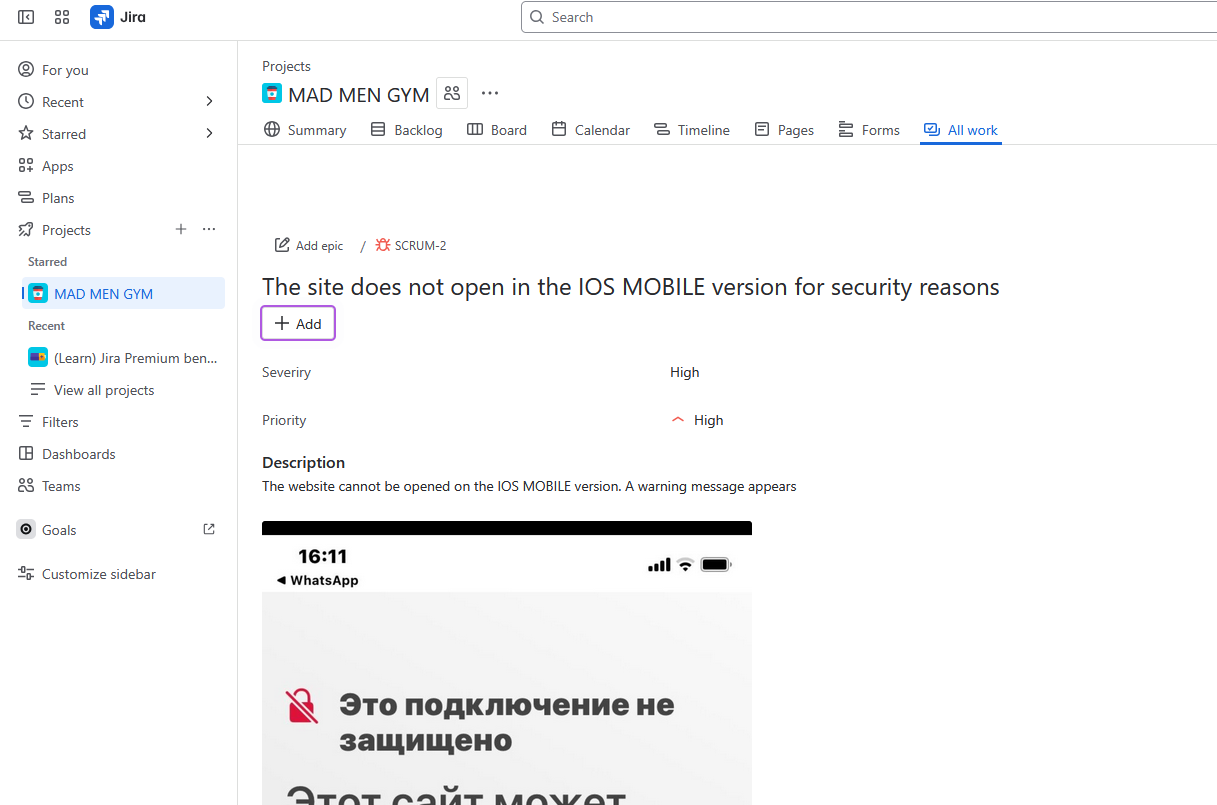 Jira
Search
For you
Recent
Starred
Apps
Plans
Projects
Starred
MAD MEN GYM
Recent
(Learn) Jira Premium ben...
View all projects
Filters
Dashboards
Teams
Goals
Customize sidebar
Projects
MAD MEN GYM
Summary Backlog Board Calendar Timeline Pages Forms All work
Add epic / SCRUM-2
The site does not open in the IOS MOBILE version for security reasons
+ Add
Severiry High
Priority High
Description
The website cannot be opened on the IOS MOBILE version. A warning message appears
16:11
◀ WhatsApp
Это подключение не
защищено
Этот сайт может